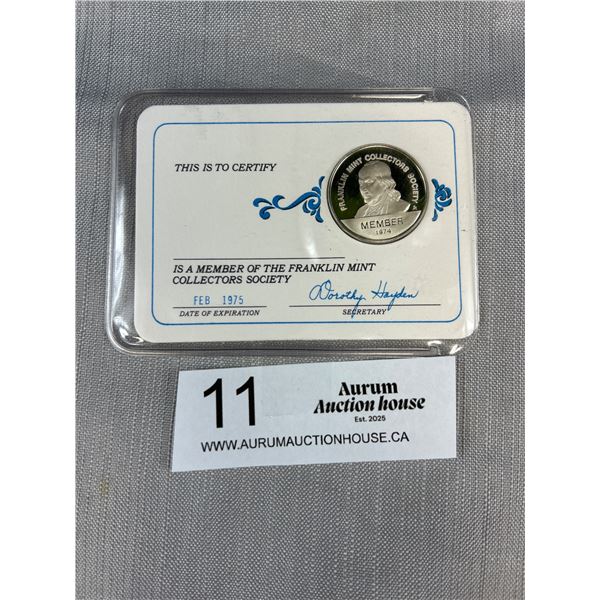 THIS IS TO CERTIFY
FRANKLIN MINT COLLECTORS SOCIETY
MEMBER
1974
IS A MEMBER OF THE FRANKLIN MINT
COLLECTORS SOCIETY
FEB 1975
Dorothy Hayden
DATE OF EXPIRATION
SECRETARY
11
Aurum
Auction house
Est. 2025
WWW.AURUMAUCTIONHOUSE.CA